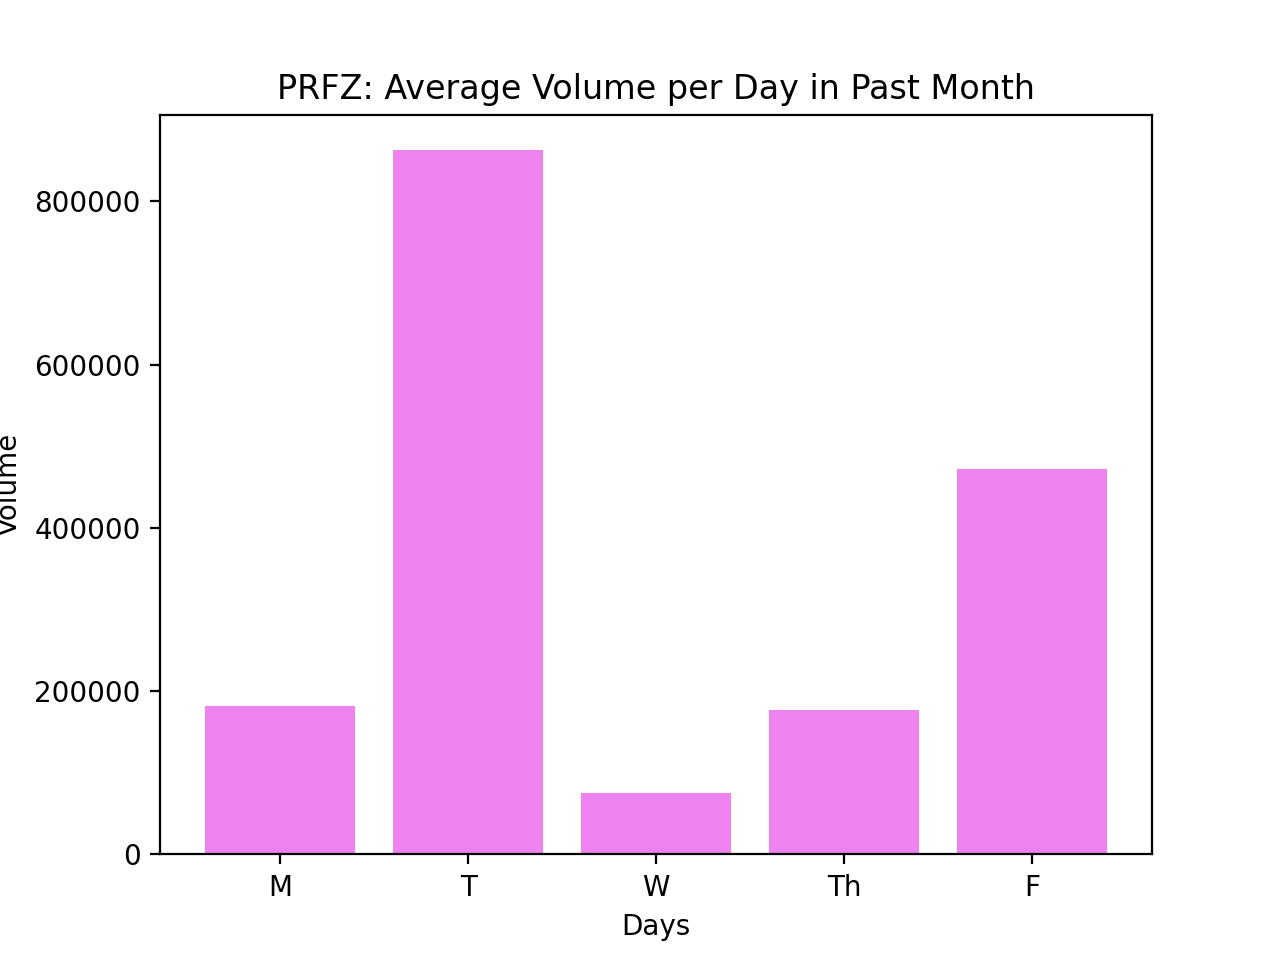 PRFZ: Average Volume per Day in Past Month
800000
600000
400000
200000
0
Volume
M T W Th F
Days